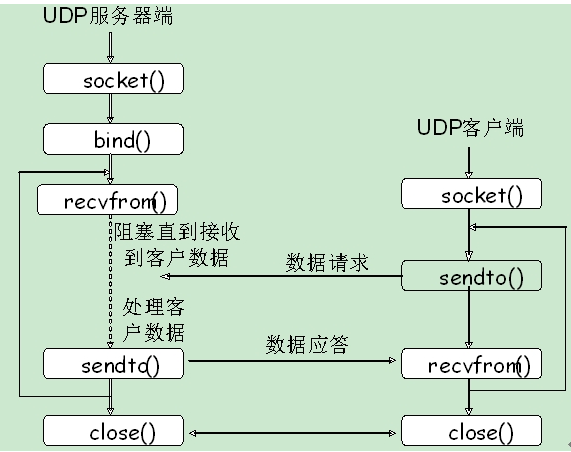 UDP服务器端
socket()
bind()
recvfrom()
阻塞直到接收
到客户数据
处理客
户数据
sendto()
close()
数据请求
数据应答
UDP客户端
socket()
sendto()
recvfrom()
close()